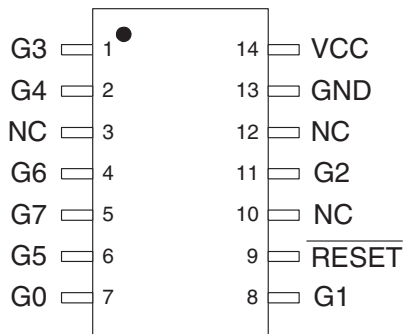 G3 1 14 VCC
G4 2 13 GND
NC 3 12 NC
G6 4 11 G2
G7 5 10 NC
G5 6 9 RESET
G0 7 8 G1